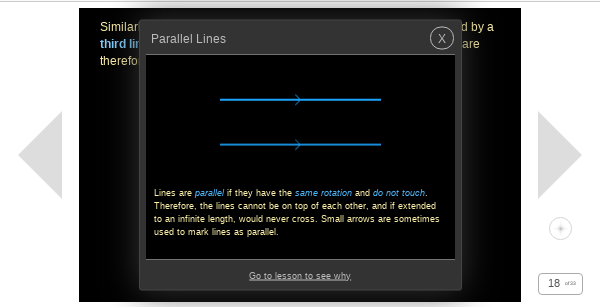 Similar
d by a
third lin
are
therefo
Parallel Lines
X
Lines are parallel if they have the same rotation and do not touch.
Therefore, the lines cannot be on top of each other, and if extended
to an infinite length, would never cross. Small arrows are sometimes
used to mark lines as parallel.
Go to lesson to see why
18 of 33